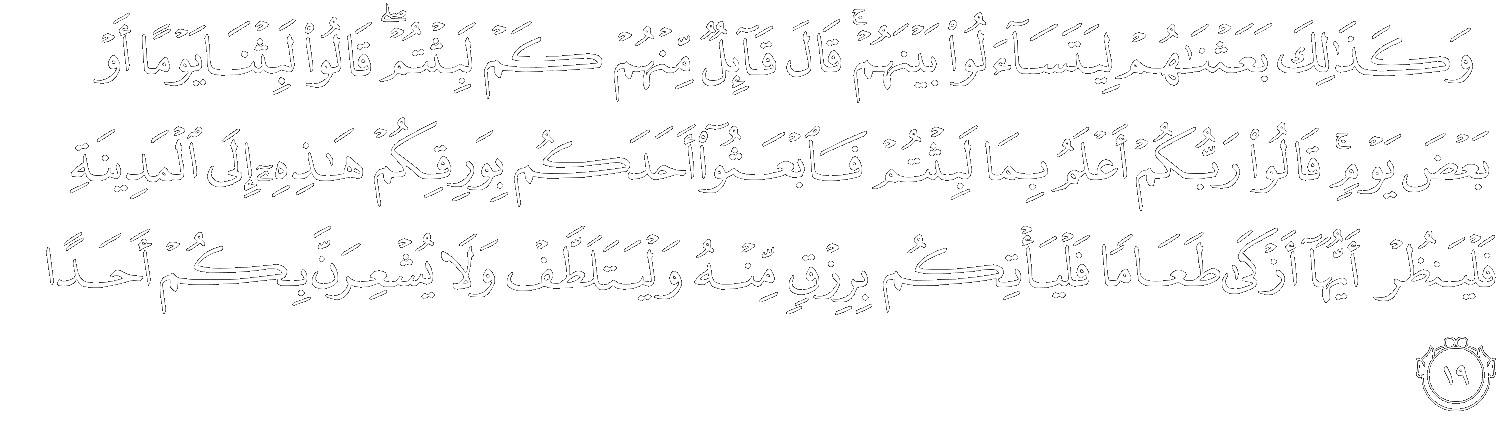 وَكَذَٰلِكَ بَعَثْنَٰهُمْ لِيَتَسَآءَلُوا۟ بَيْنَهُمْ ۚ قَالَ قَآئِلٌ مِّنْهُمْ كَمْ لَبِثْتُمْ ۖ قَالُوا۟ لَبِثْنَا يَوْمًا أَوْ
بَعْضَ يَوْمٍ ۚ قَالُوا۟ رَبُّكُمْ أَعْلَمُ بِمَا لَبِثْتُمْ فَٱبْعَثُوٓا۟ أَحَدَكُم بِوَرِقِكُمْ هَٰذِهِۦٓ إِلَى ٱلْمَدِينَةِ
فَلْيَنظُرْ أَيُّهَآ أَزْكَىٰ طَعَامًا فَلْيَأْتِكُم بِرِزْقٍ مِّنْهُ وَلْيَتَلَطَّفْ وَلَا يُشْعِرَنَّ بِكُمْ أَحَدًا
١٩